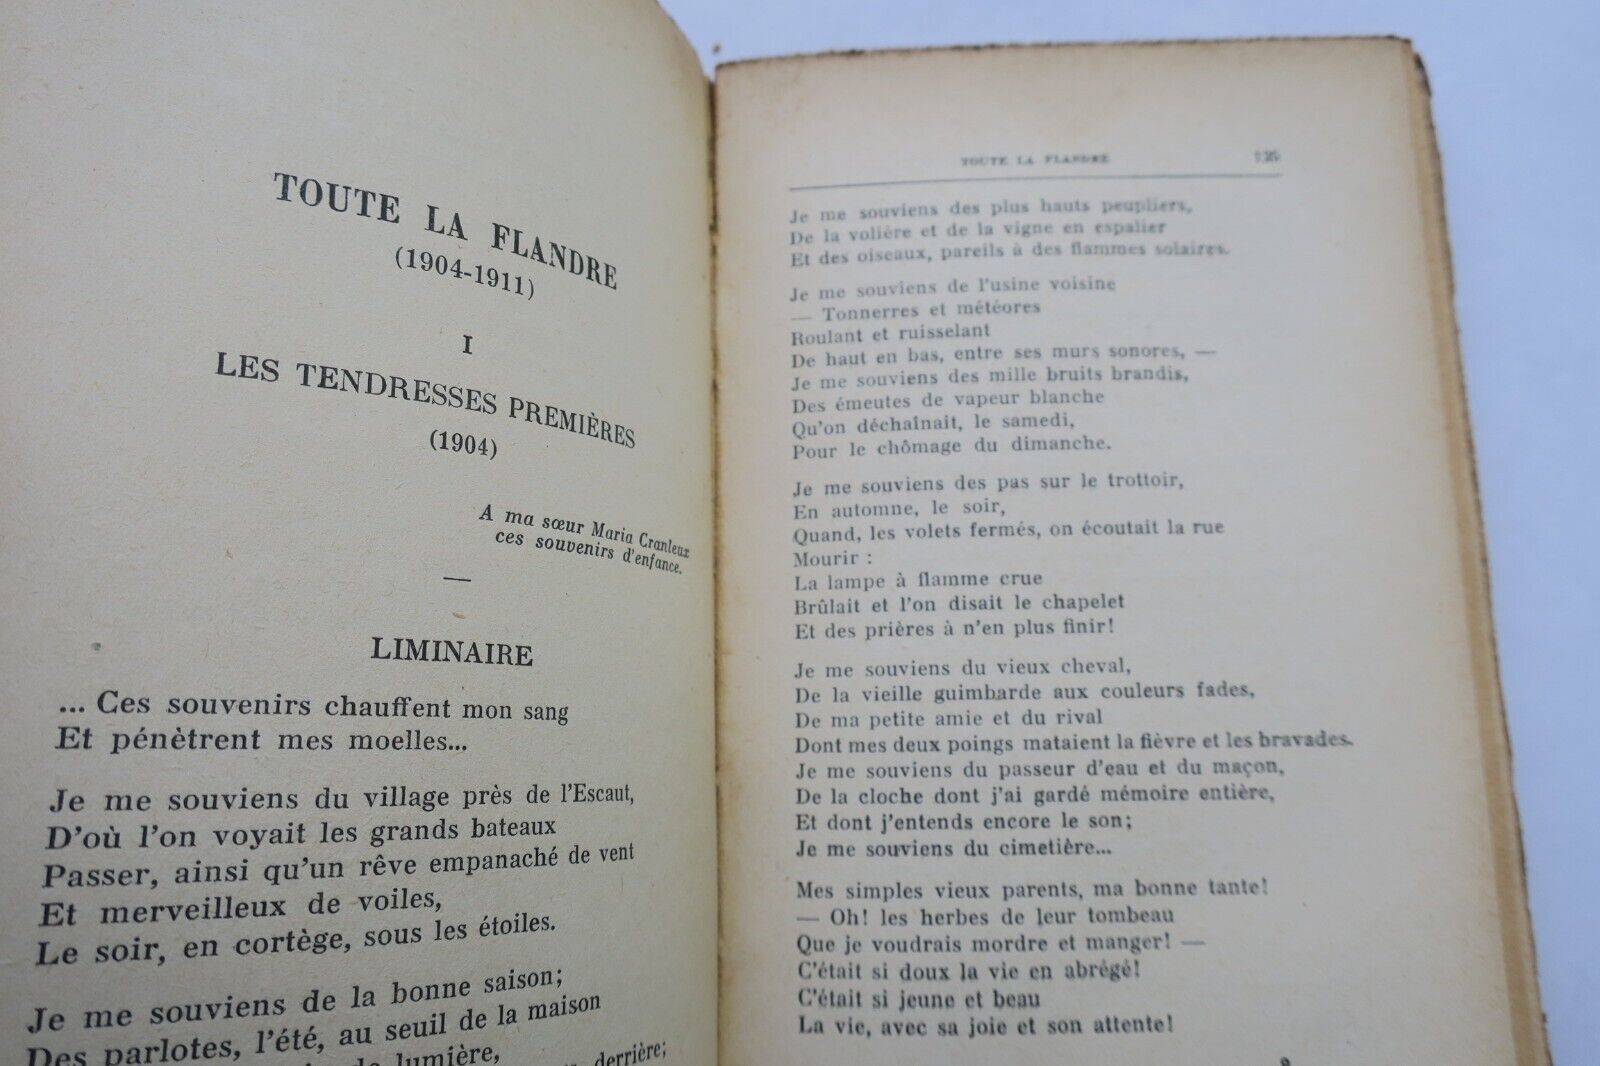 TOUTE LA FLANDRE
(1904-1911)
I
LES TENDRESSES PREMIÈRES
(1904)
A ma sœur Maria Cranleux
ces souvenirs d'enfance.
—
LIMINAIRE
... Ces souvenirs chauffent mon sang
Et pénètrent mes moelles...
Je me souviens du village près de l'Escaut,
D'où l'on voyait les grands bateaux
Passer, ainsi qu'un rêve empanaché de vent
Et merveilleux de voiles,
Le soir, en cortège, sous les étoiles.
Je me souviens de la bonne saison;
Des parlotes, l'été, au seuil de la maison
de lumière,
derrière;
TOUTE LA FLANDRE
Je me souviens des plus hauts peupliers,
De la volière et de la vigne en espalier
Et des oiseaux, pareils à des flammes solaires.
Je me souviens de l'usine voisine
— Tonnerres et météores
Roulant et ruisselant
De haut en bas, entre ses murs sonores, —
Je me souviens des mille bruits brandis,
Des émeutes de vapeur blanche
Qu'on déchaînait, le samedi,
Pour le chômage du dimanche.
Je me souviens des pas sur le trottoir,
En automne, le soir,
Quand, les volets fermés, on écoutait la rue
Mourir :
La lampe à flamme crue
Brûlait et l'on disait le chapelet
Et des prières à n'en plus finir!
Je me souviens du vieux cheval,
De la vieille guimbarde aux couleurs fades,
De ma petite amie et du rival
Dont mes deux poings mataient la fièvre et les bravades.
Je me souviens du passeur d'eau et du maçon,
De la cloche dont j'ai gardé mémoire entière,
Et dont j'entends encore le son;
Je me souviens du cimetière...
Mes simples vieux parents, ma bonne tante!
— Oh! les herbes de leur tombeau
Que je voudrais mordre et manger! —
C'était si doux la vie en abrégé!
C'était si jeune et beau
La vie, avec sa joie et son attente!